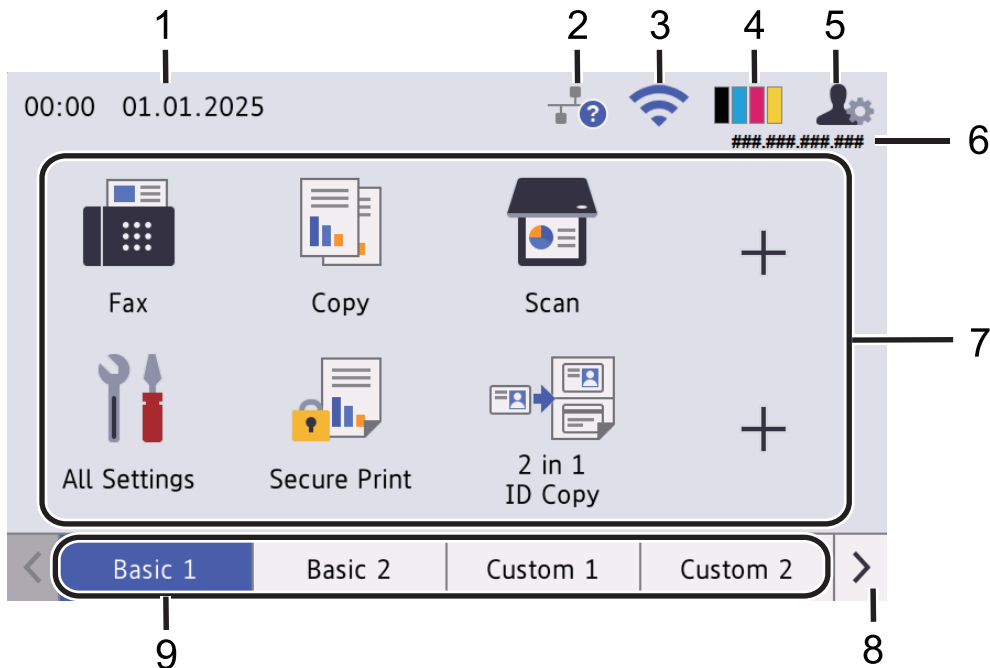 1 2 3 4 5
00:00 01.01.2025
?
###.###.###.### 6
Fax Copy Scan
7
All Settings Secure Print 2 in 1
ID Copy
Basic 1 Basic 2 Custom 1 Custom 2
9 8